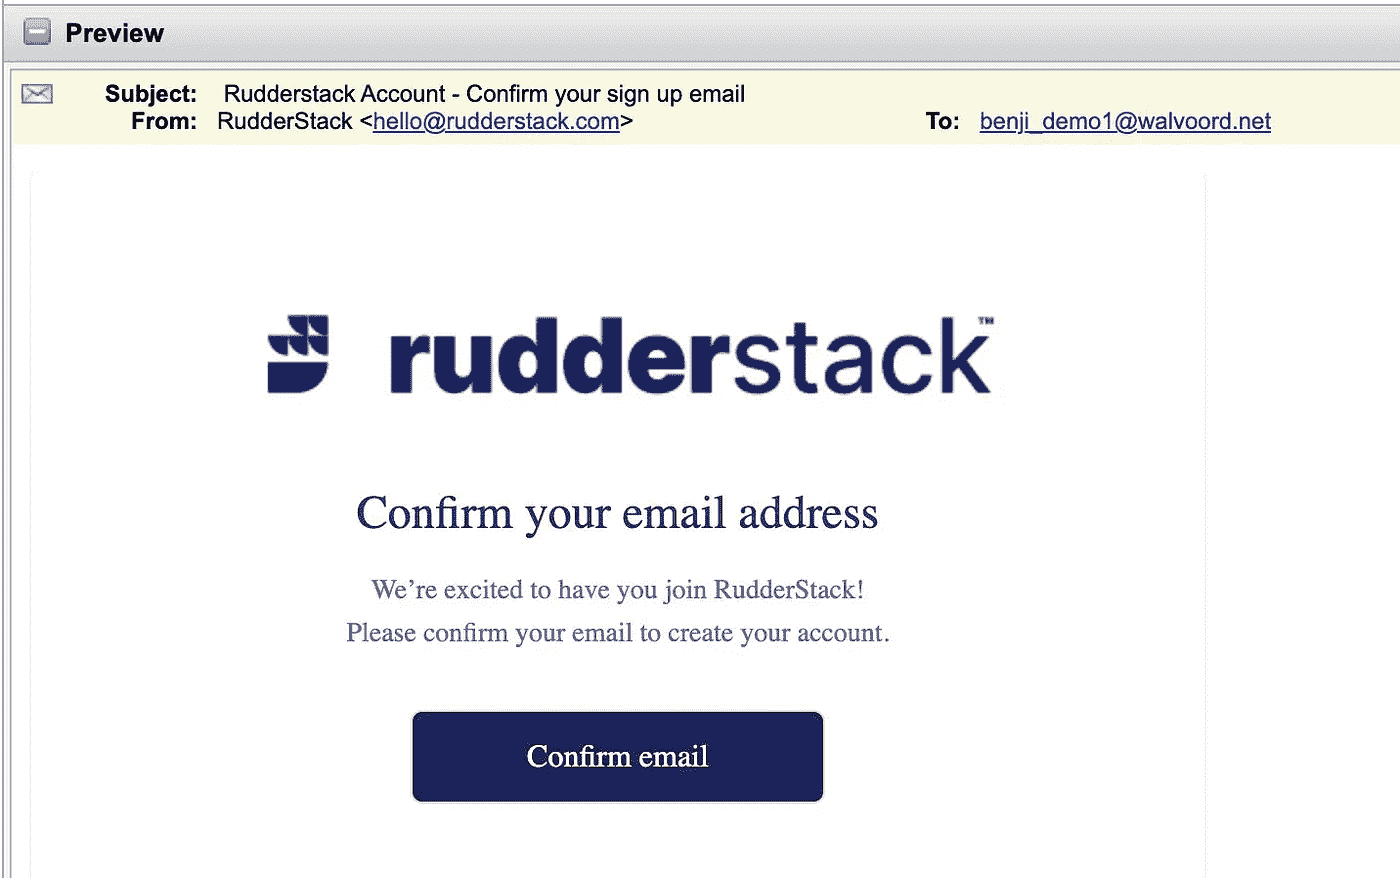 Preview
Subject: Rudderstack Account - Confirm your sign up email
From: RudderStack <hello@rudderstack.com> To: benji_demo1@walvoord.net
rudderstack™
Confirm your email address
We're excited to have you join RudderStack!
Please confirm your email to create your account.
Confirm email